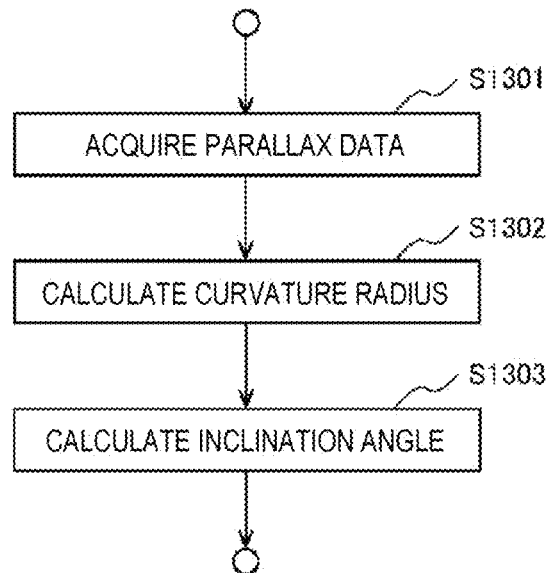 S1301
ACQUIRE PARALLAX DATA
S1302
CALCULATE CURVATURE RADIUS
S1303
CALCULATE INCLINATION ANGLE